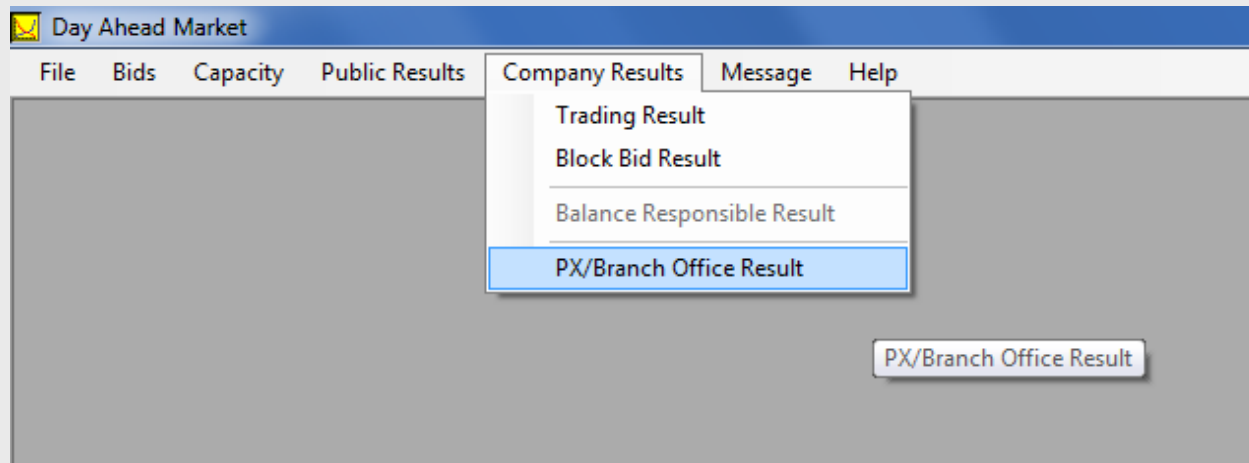 Day Ahead Market
File Bids Capacity Public Results Company Results Message Help
Trading Result
Block Bid Result
Balance Responsible Result
PX/Branch Office Result
PX/Branch Office Result